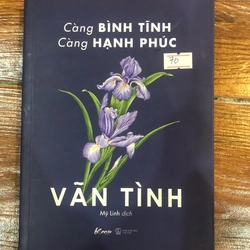 Càng BÌNH TĨNH
Càng HẠNH PHÚC
70
VÃN TÌNH
Mỹ Linh dịch